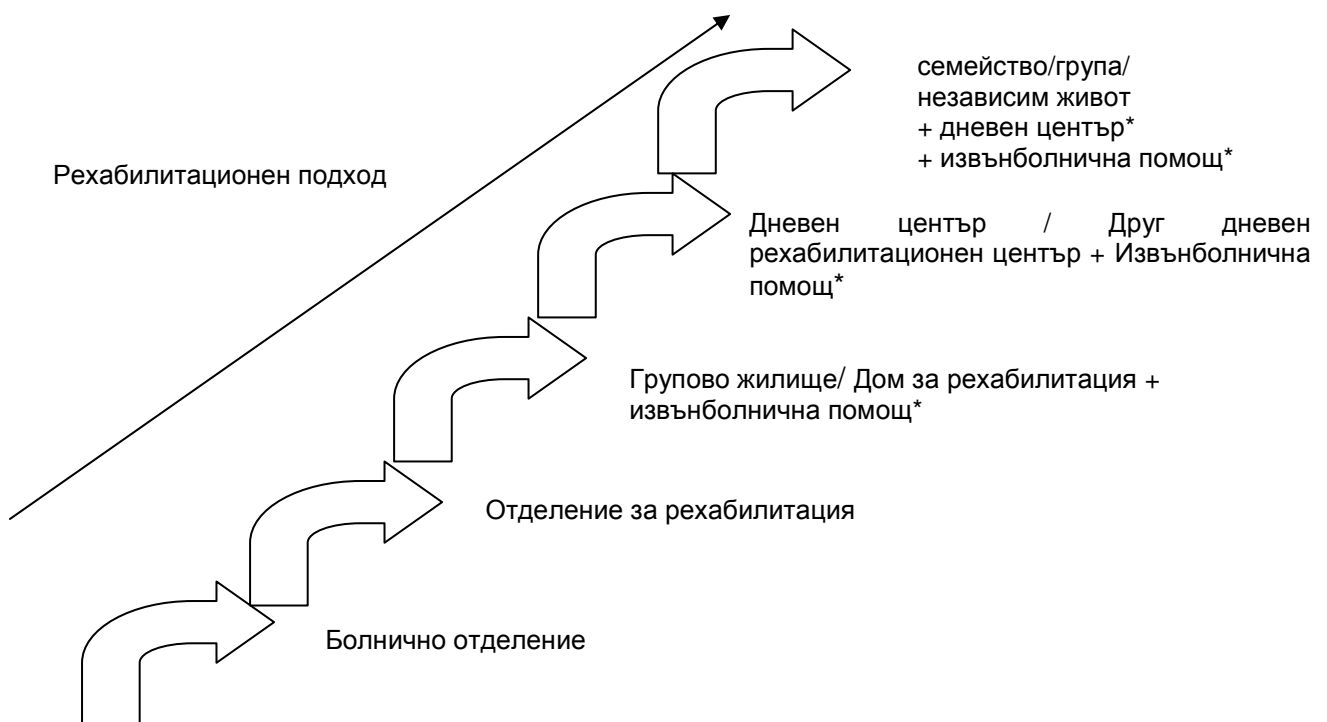 семейство/група/
независим живот
+ дневен център*
+ извънболнична помощ*
Рехабилитационен подход
Дневен център / Друг дневен
рехабилитационен център + Извънболнична
помощ*
Групово жилище/ Дом за рехабилитация +
извънболнична помощ*
Отделение за рехабилитация
Болнично отделение